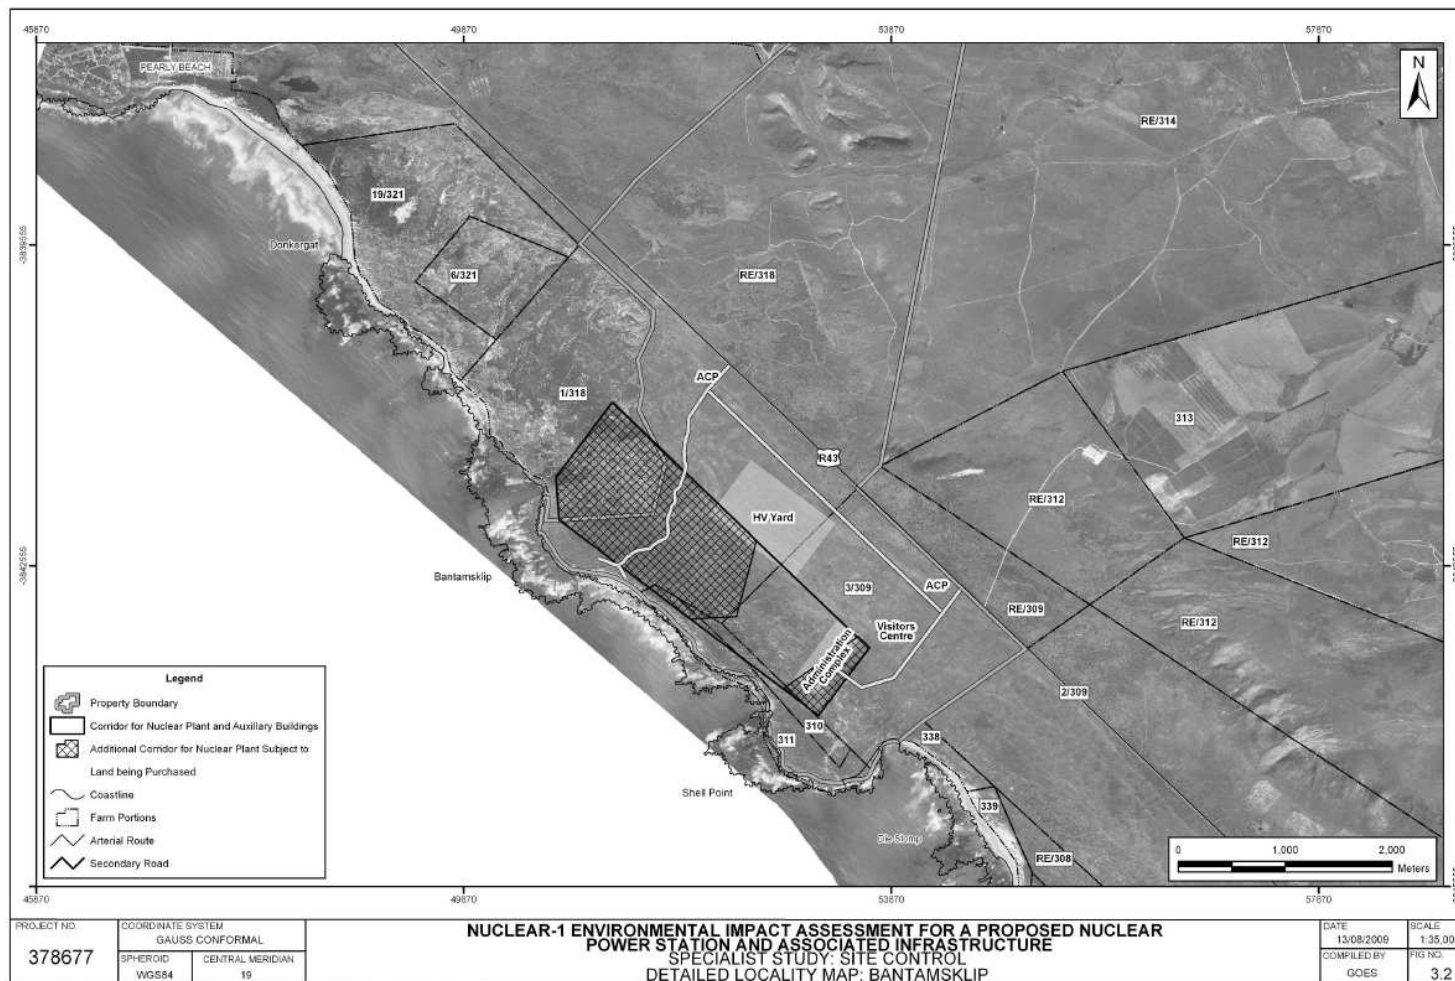 45870 49870 53870 57870
N
PEARLY BEACH
RE/314
19/321
Donkergat
6/321
RE/318
-3839555
ACP
1/318
313
R43
RE/312
HV Yard
RE/312
-3842555
Bantamsklip
3/309
ACP
RE/309
Visitors
Centre
RE/312
Administration
Complex
2/309
310
311
338
Shell Point
339
Die Stomp
RE/308
Legend
Property Boundary
Corridor for Nuclear Plant and Auxillary Buildings
Additional Corridor for Nuclear Plant Subject to
Land being Purchased
Coastline
Farm Portions
Arterial Route
Secondary Road
0 1,000 2,000
Meters
45870 49870 53870 57870
PROJECT NO.
378677
COORDINATE SYSTEM
GAUSS CONFORMAL
SPHEROID
WGS84
CENTRAL MERIDIAN
19
NUCLEAR-1 ENVIRONMENTAL IMPACT ASSESSMENT FOR A PROPOSED NUCLEAR
POWER STATION AND ASSOCIATED INFRASTRUCTURE
SPECIALIST STUDY: SITE CONTROL
DETAILED LOCALITY MAP: BANTAMSKLIP
DATE
13/08/2009
SCALE
1:35,00
COMPILED BY
GOES
FIG NO.
3.2